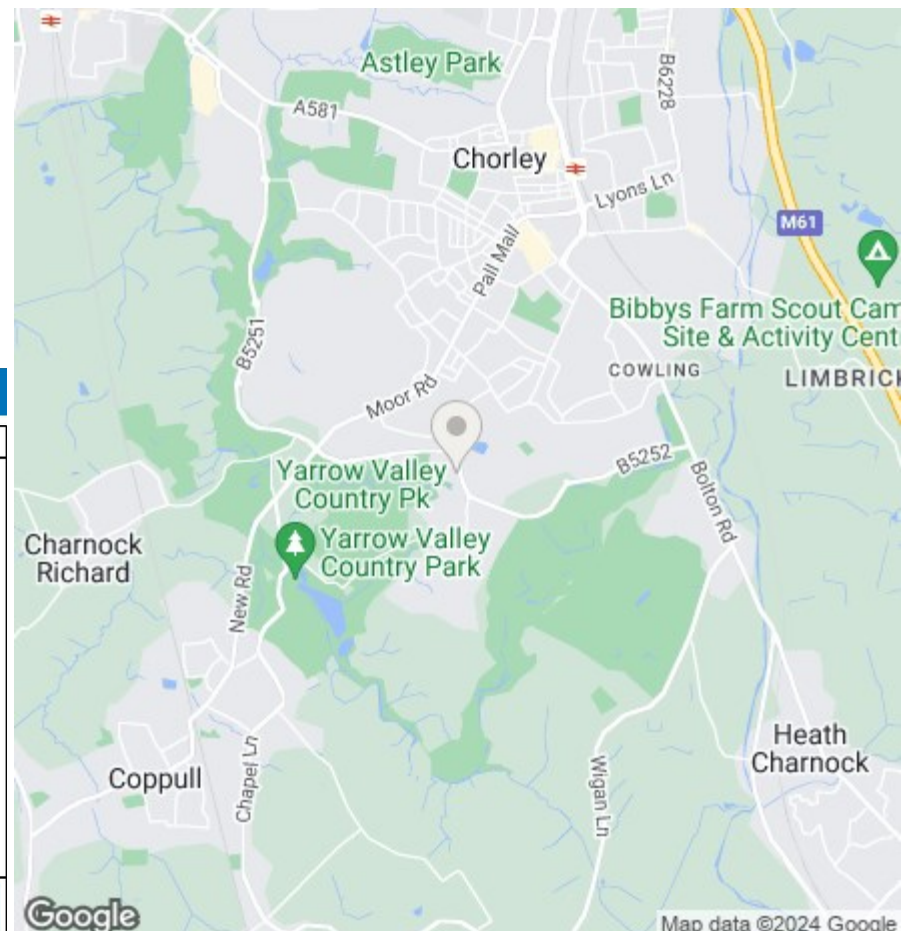 Astley Park
A581
B6228
Chorley
Lyons Ln
M61
Pall Mall
Bibbys Farm Scout Cam
Site & Activity Cent
B5251
COWLING
LIMBRICK
Moor Rd
B5252
Yarrow Valley
Country Pk
Bolton Rd
Yarrow Valley
Country Park
Charnock
Richard
New Rd
Heath
Charnock
Coppull
Chapel Ln
Wigan Ln
Google
Map data ©2024 Google